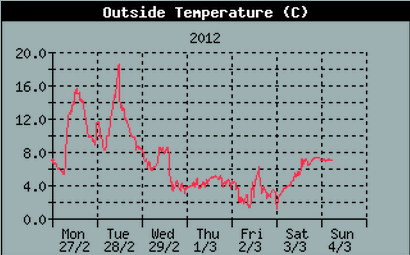 Outside Temperature (C)
2012
20.0
16.0
12.0
8.0
4.0
0.0
Mon Tue Wed Thu Fri Sat Sun
27/2 28/2 29/2 1/3 2/3 3/3 4/3